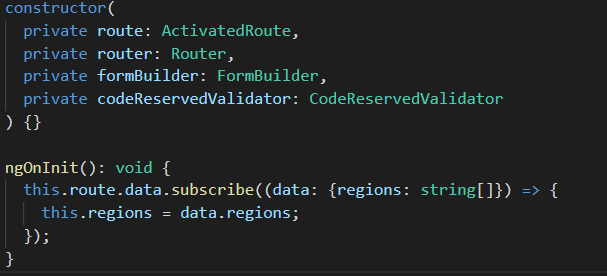 constructor(
  private route: ActivatedRoute,
  private router: Router,
  private formBuilder: FormBuilder,
  private codeReservedValidator: CodeReservedValidator
) {}

ngOnInit(): void {
  this.route.data.subscribe((data: {regions: string[]}) => {
    this.regions = data.regions;
  });
}